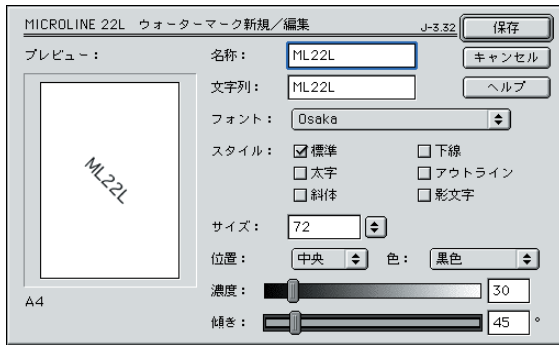 MICROLINE 22L ウォーターマーク新規／編集 J-3.32 保存
プレビュー： 名称： ML22L キャンセル
文字列： ML22L ヘルプ
フォント： Osaka
スタイル： 標準 下線
太字 アウトライン
斜体 影文字
ML22L
サイズ： 72
位置： 中央 色： 黒色
濃度： 30
A4
傾き： 45 °